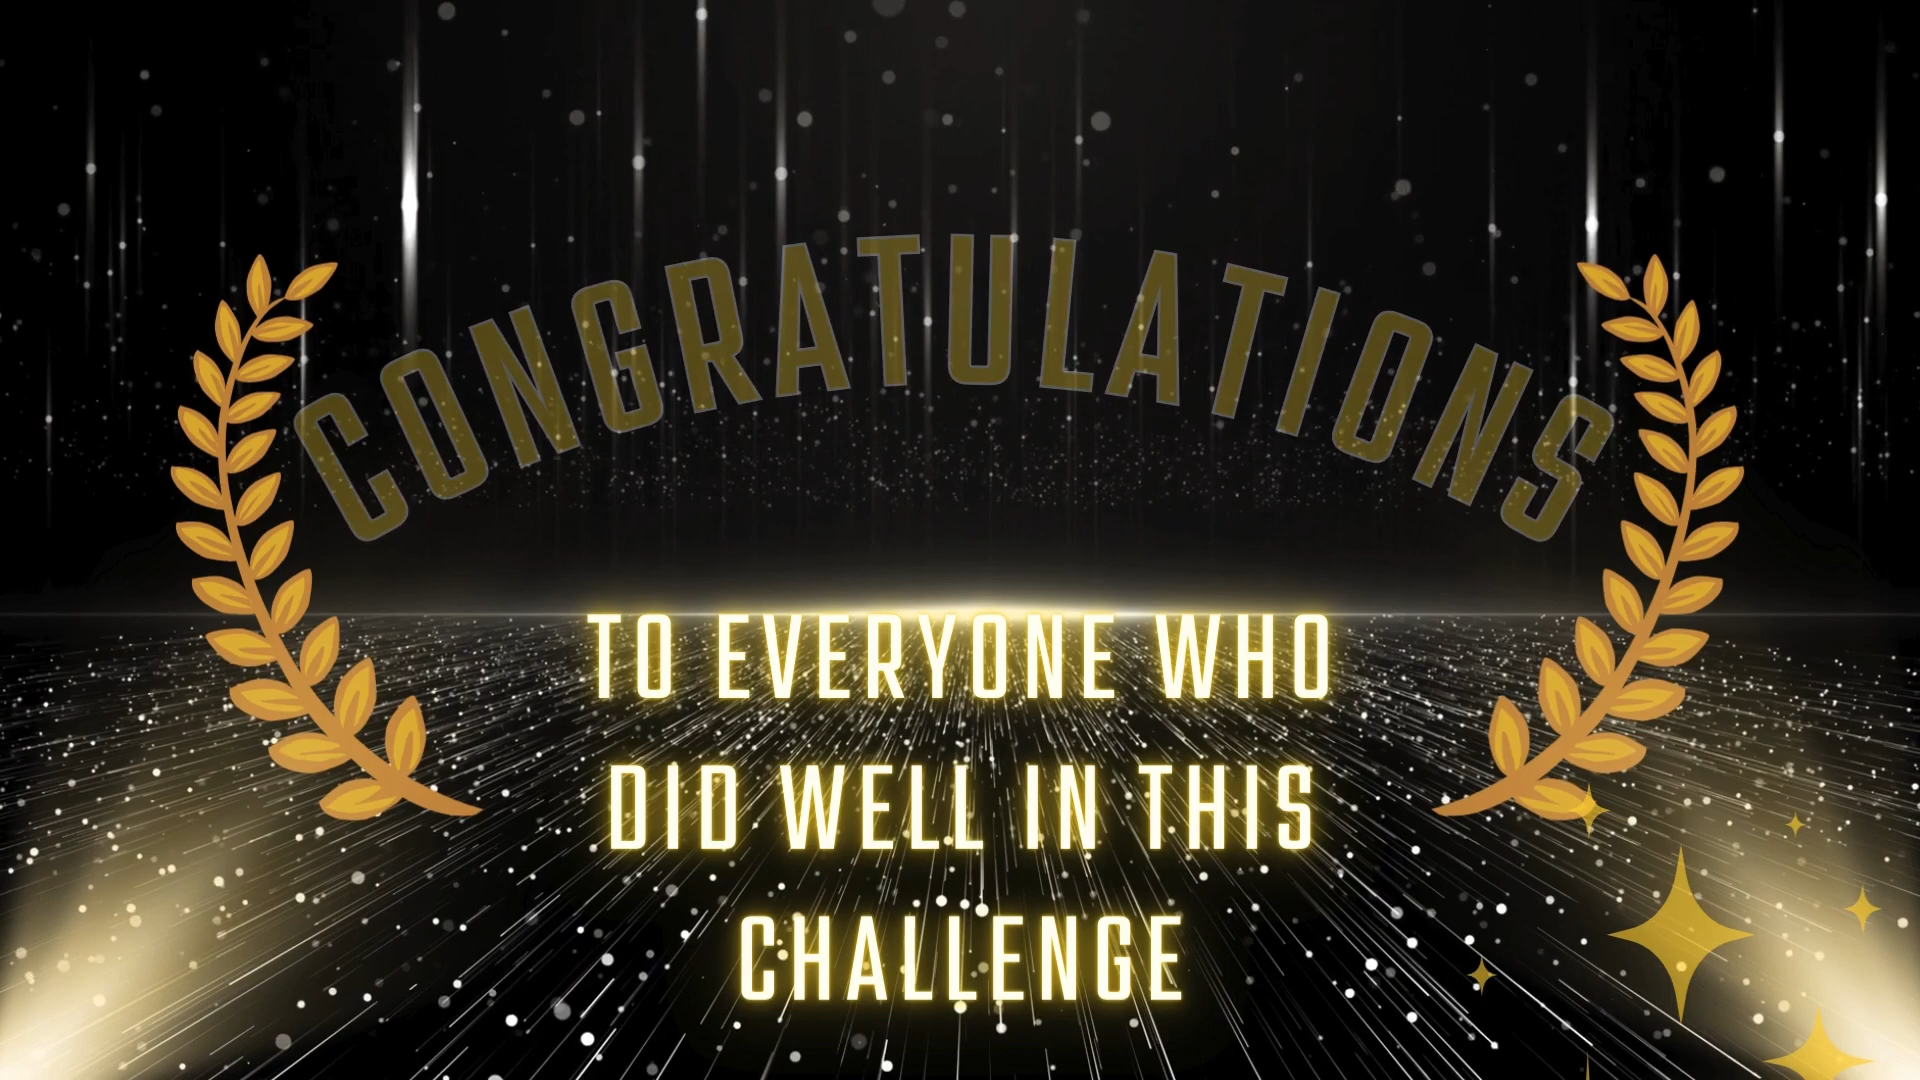 CONGRATULATIONS
TO EVERYONE WHO
DID WELL IN THIS
CHALLENGE